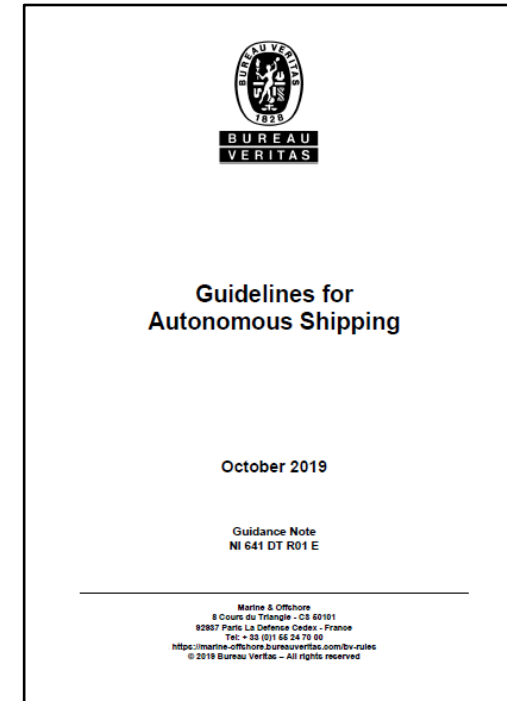 BUREAU VERITAS
1828
BUREAU
VERITAS
Guidelines for
Autonomous Shipping
October 2019
Guidance Note
NI 641 DT R01 E
Marine & Offshore
8 Cours du Triangle - CS 50101
92937 Paris La Defense Cedex - France
Tel: + 33 (0)1 55 24 70 00
https://marine-offshore.bureauveritas.com/bv-rules
© 2019 Bureau Veritas – All rights reserved